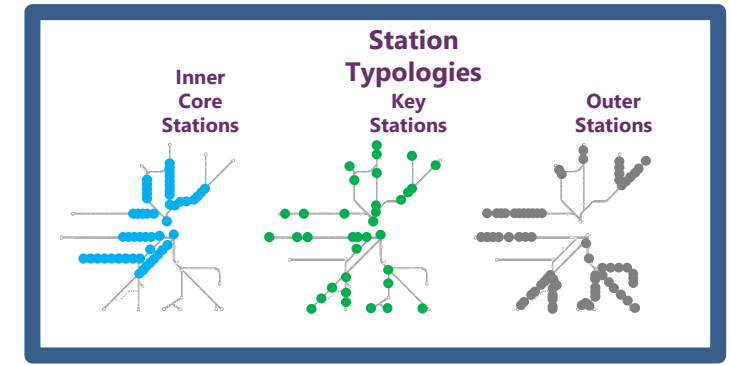 Station
Typologies
Inner
Core
Stations
Key
Stations
Outer
Stations